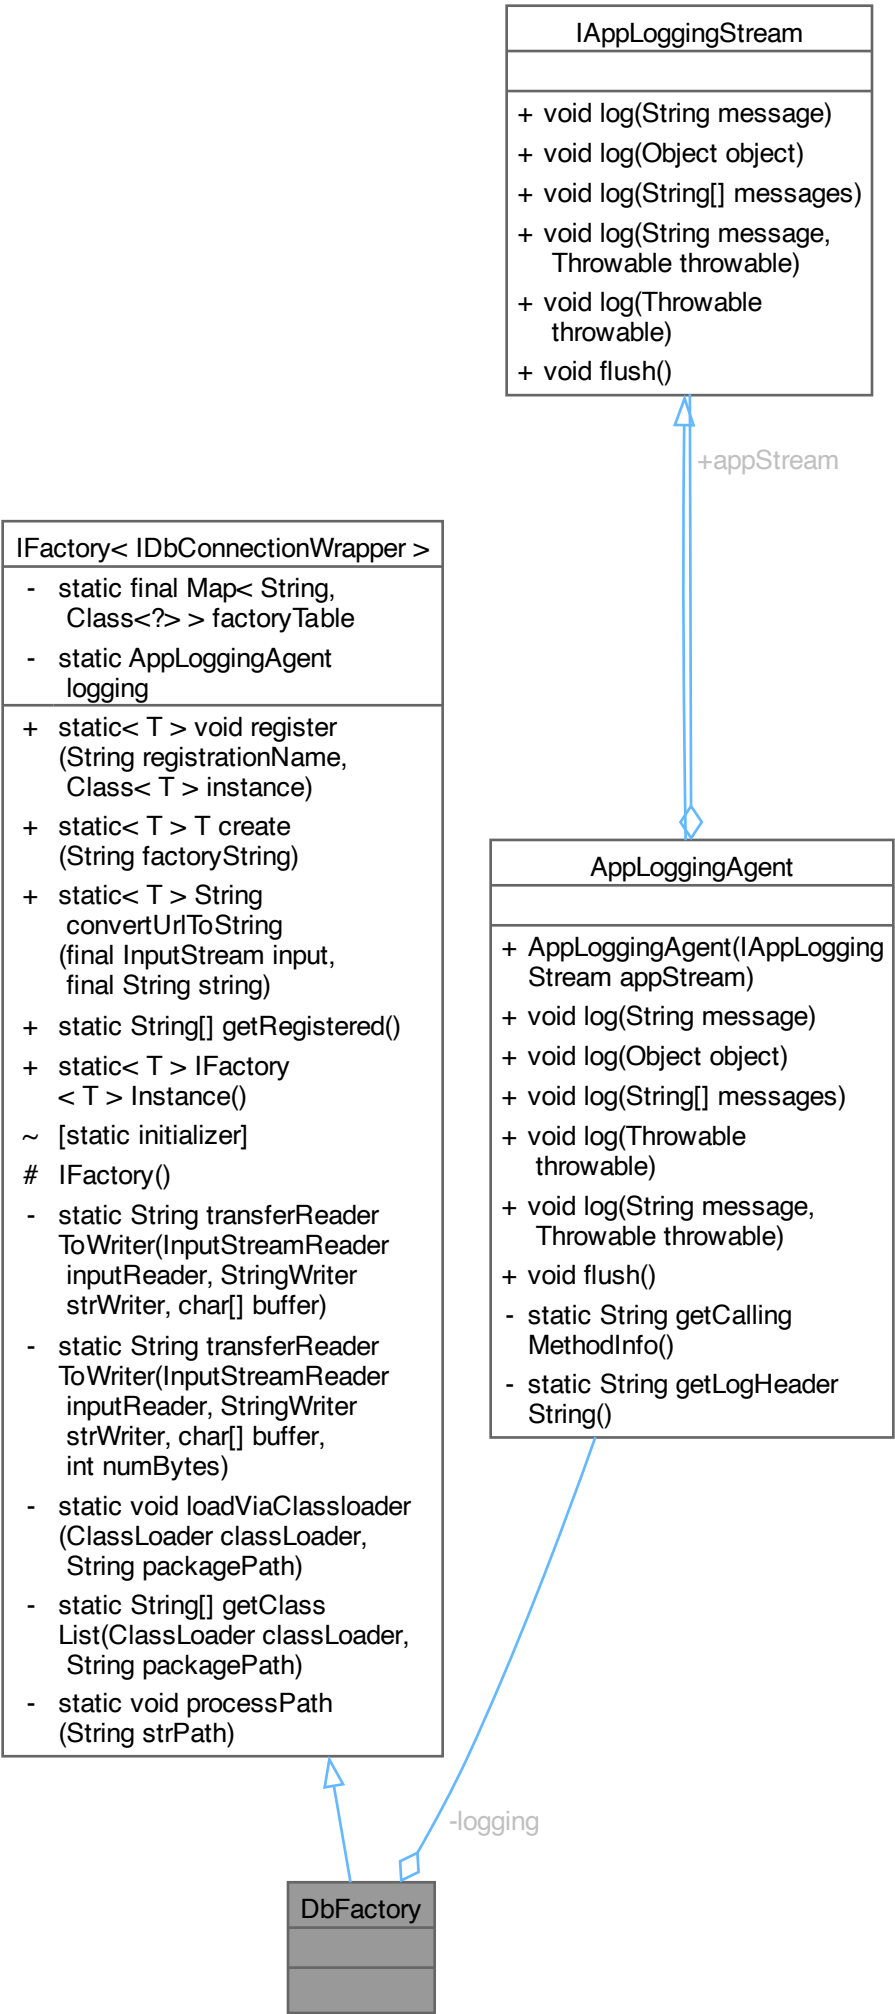 IAppLoggingStream
+ void log(String message)
+ void log(Object object)
+ void log(String[] messages)
+ void log(String message,
Throwable throwable)
+ void log(Throwable
throwable)
+ void flush()
+appStream
IFactory< IDbConnectionWrapper >
- static final Map< String,
Class<?> > factoryTable
- static AppLoggingAgent
logging
+ static< T > void register
(String registrationName,
Class< T > instance)
+ static< T > T create
(String factoryString)
+ static< T > String
convertUrlToString
(final InputStream input,
final String string)
+ static String[] getRegistered()
+ static< T > IFactory
< T > Instance()
~ [static initializer]
# IFactory()
- static String transferReader
ToWriter(InputStreamReader
inputReader, StringWriter
strWriter, char[] buffer)
- static String transferReader
ToWriter(InputStreamReader
inputReader, StringWriter
strWriter, char[] buffer,
int numBytes)
- static void loadViaClassloader
(ClassLoader classLoader,
String packagePath)
- static String[] getClass
List(ClassLoader classLoader,
String packagePath)
- static void processPath
(String strPath)
AppLoggingAgent
+ AppLoggingAgent(IAppLogging
Stream appStream)
+ void log(String message)
+ void log(Object object)
+ void log(String[] messages)
+ void log(Throwable
throwable)
+ void log(String message,
Throwable throwable)
+ void flush()
- static String getCalling
MethodInfo()
- static String getLogHeader
String()
-logging
DbFactory